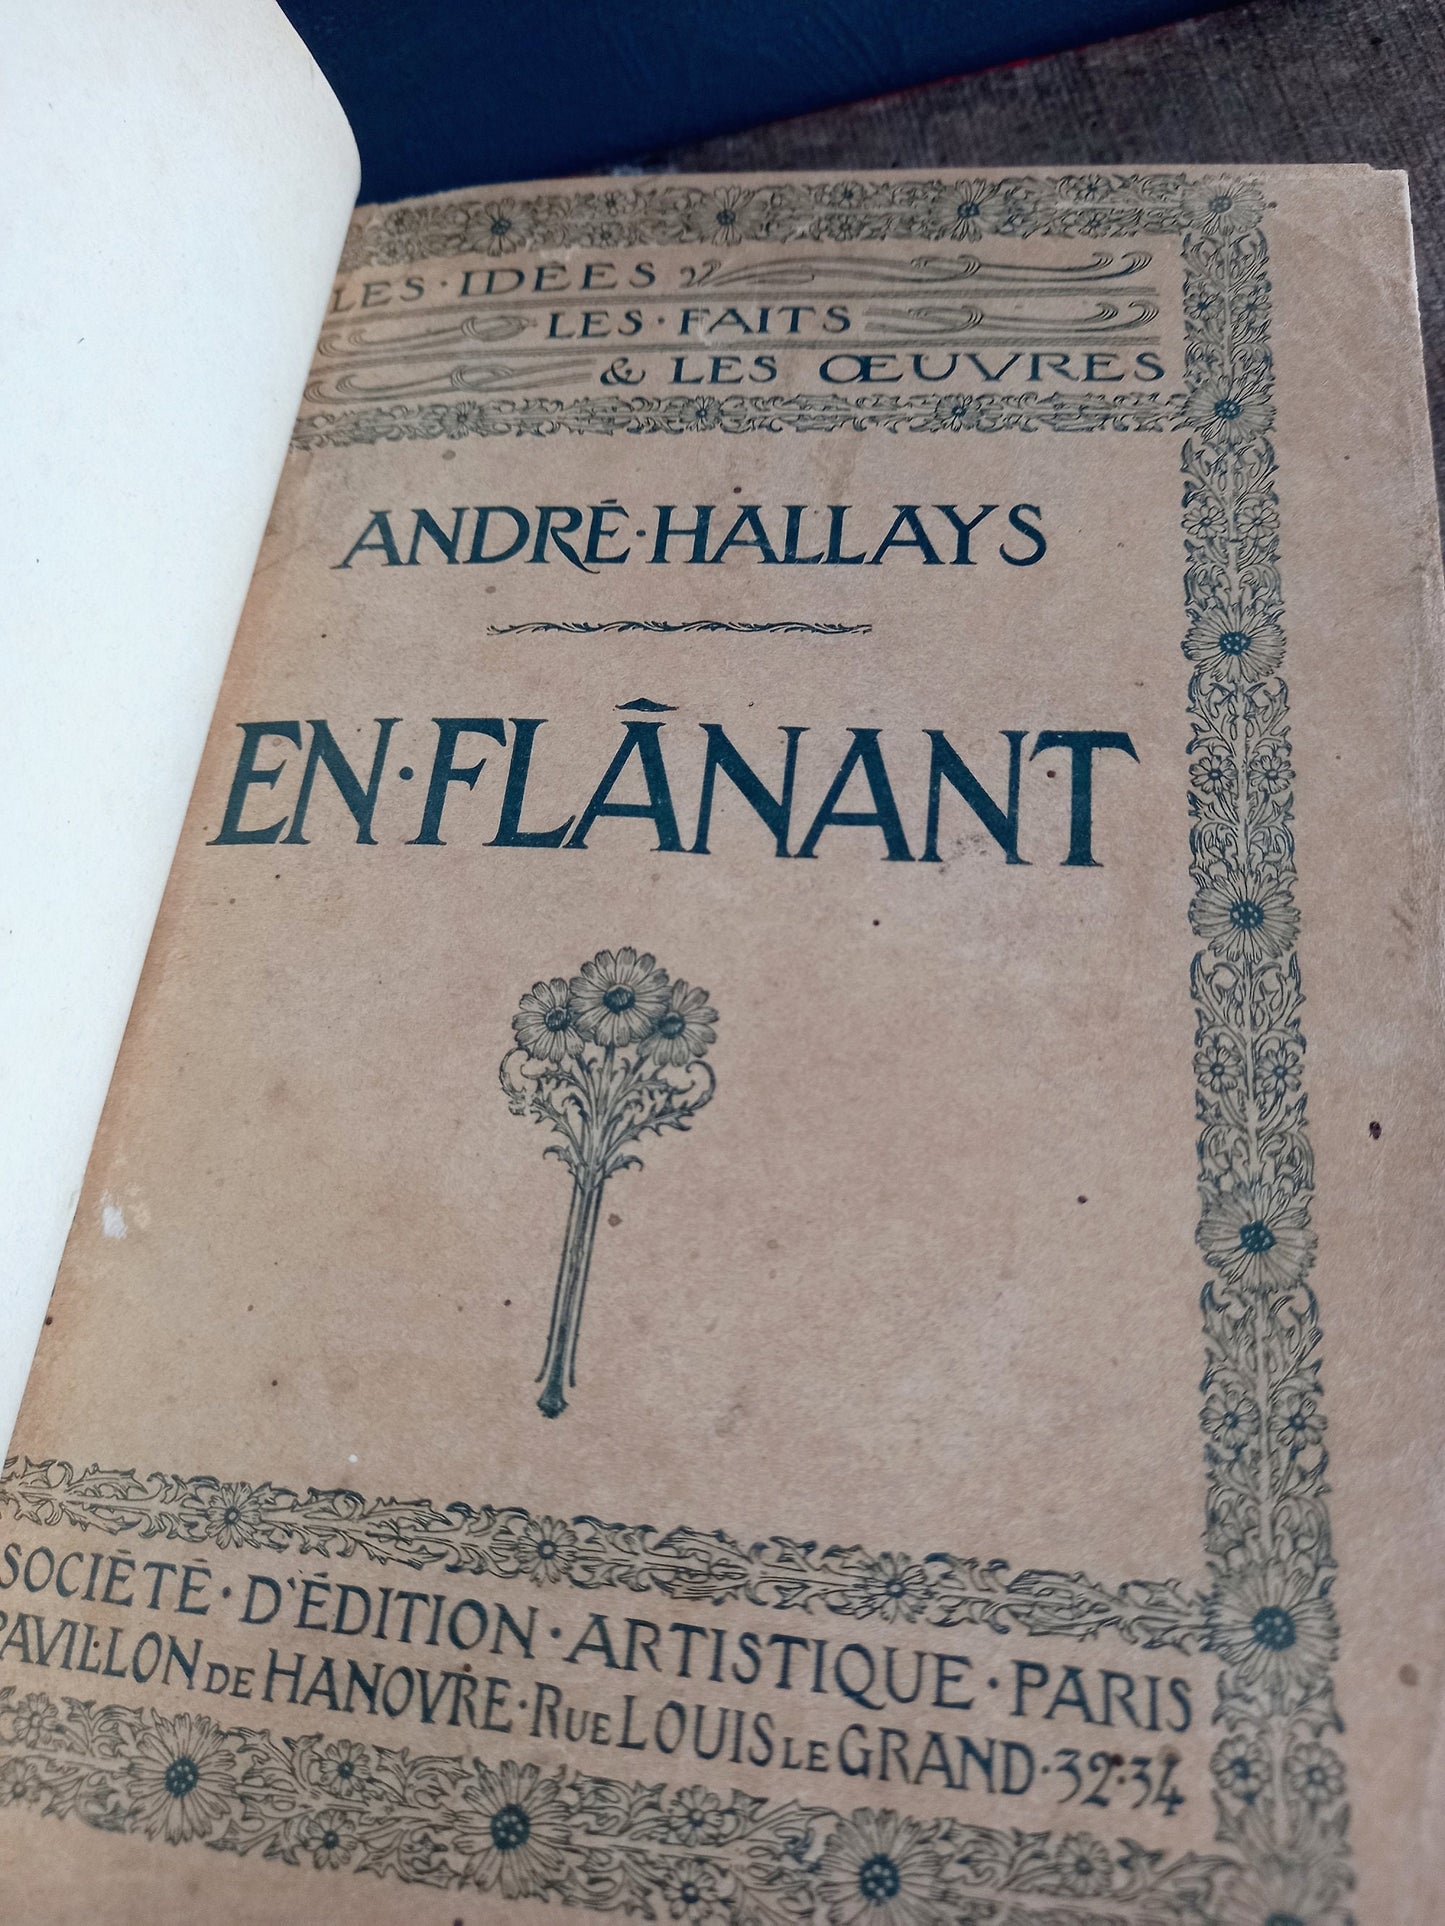 LES·IDÉES
LES·FAITS
& LES ŒUVRES
ANDRÉ·HALLAYS
EN·FLÂNANT
SOCIÉTÉ·D'ÉDITION·ARTISTIQUE·PARIS
PAVILLON DE HANOVRE·RUE LOUIS LE GRAND·32·34